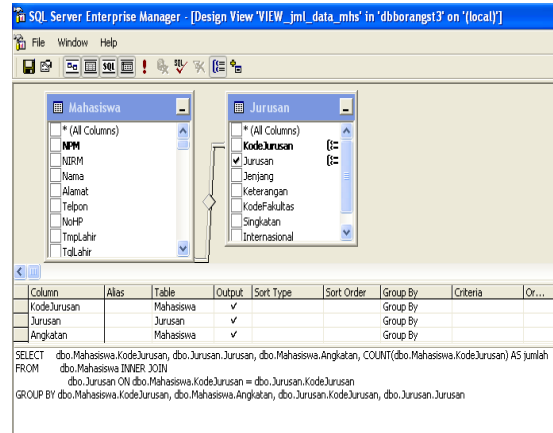 SQL Server Enterprise Manager - [Design View 'VIEW_jml_data_mhs' in 'dbborangst3' on '(local)']
File Window Help
SQL
Mahasiswa
* (All Columns)
NPM
NIRM
Nama
Alamat
Telpon
NoHP
TmpLahir
TglLahir
Jurusan
* (All Columns)
KodeJurusan
Jurusan
Jenjang
Keterangan
KodeFakultas
Singkatan
Internasional
Column Alias Table Output Sort Type Sort Order Group By Criteria Or...
KodeJurusan Mahasiswa Group By
Jurusan Jurusan Group By
Angkatan Mahasiswa Group By
SELECT dbo.Mahasiswa.KodeJurusan, dbo.Jurusan.Jurusan, dbo.Mahasiswa.Angkatan, COUNT(dbo.Mahasiswa.KodeJurusan) AS jumlah
FROM dbo.Mahasiswa INNER JOIN
dbo.Jurusan ON dbo.Mahasiswa.KodeJurusan = dbo.Jurusan.KodeJurusan
GROUP BY dbo.Mahasiswa.KodeJurusan, dbo.Mahasiswa.Angkatan, dbo.Jurusan.KodeJurusan, dbo.Jurusan.Jurusan